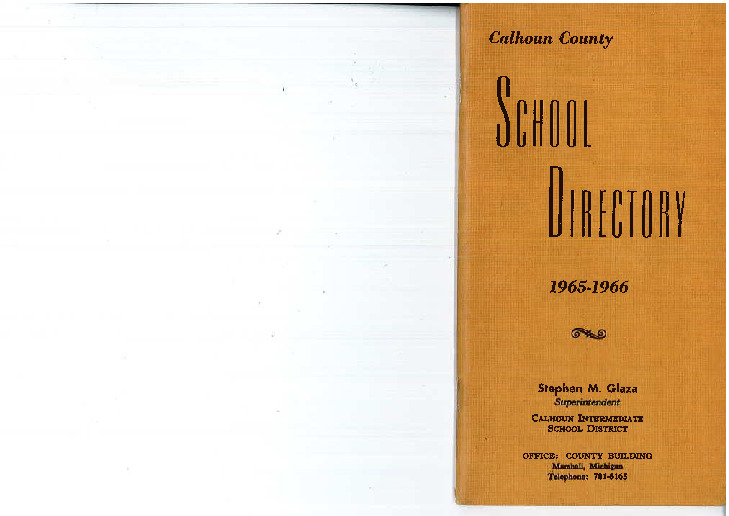 Calhoun County
SCHOOL
DIRECTORY
1965-1966
Stephen M. Glaza
Superintendent
CALHOUN INTERMEDIATE
SCHOOL DISTRICT
OFFICE: COUNTY BUILDING
Marshall, Michigan
Telephone: 781-5165